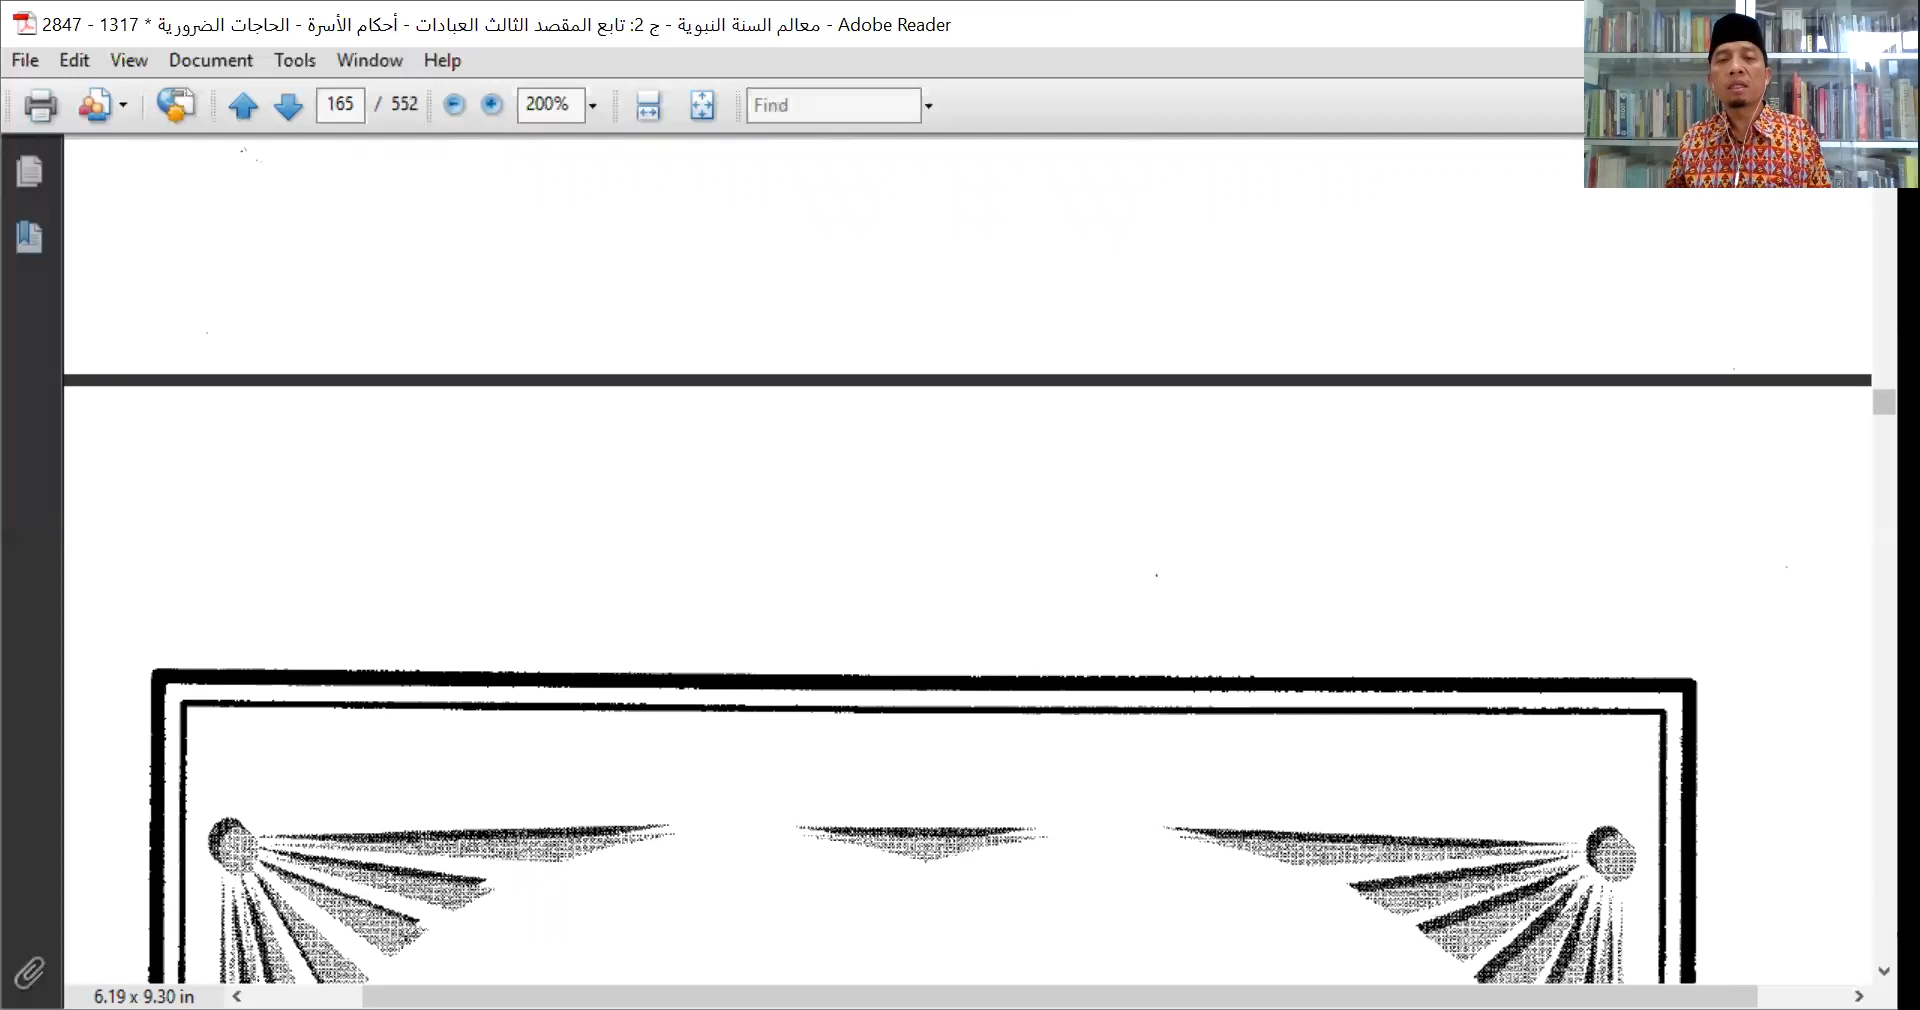 معالم السنة النبوية - ج 2: تابع المقصد الثالث العبادات - أحكام الأسرة - الحاجات الضرورية * 1317 - 2847 - Adobe Reader
File Edit View Document Tools Window Help
165 / 552 200% Find
6.19 x 9.30 in